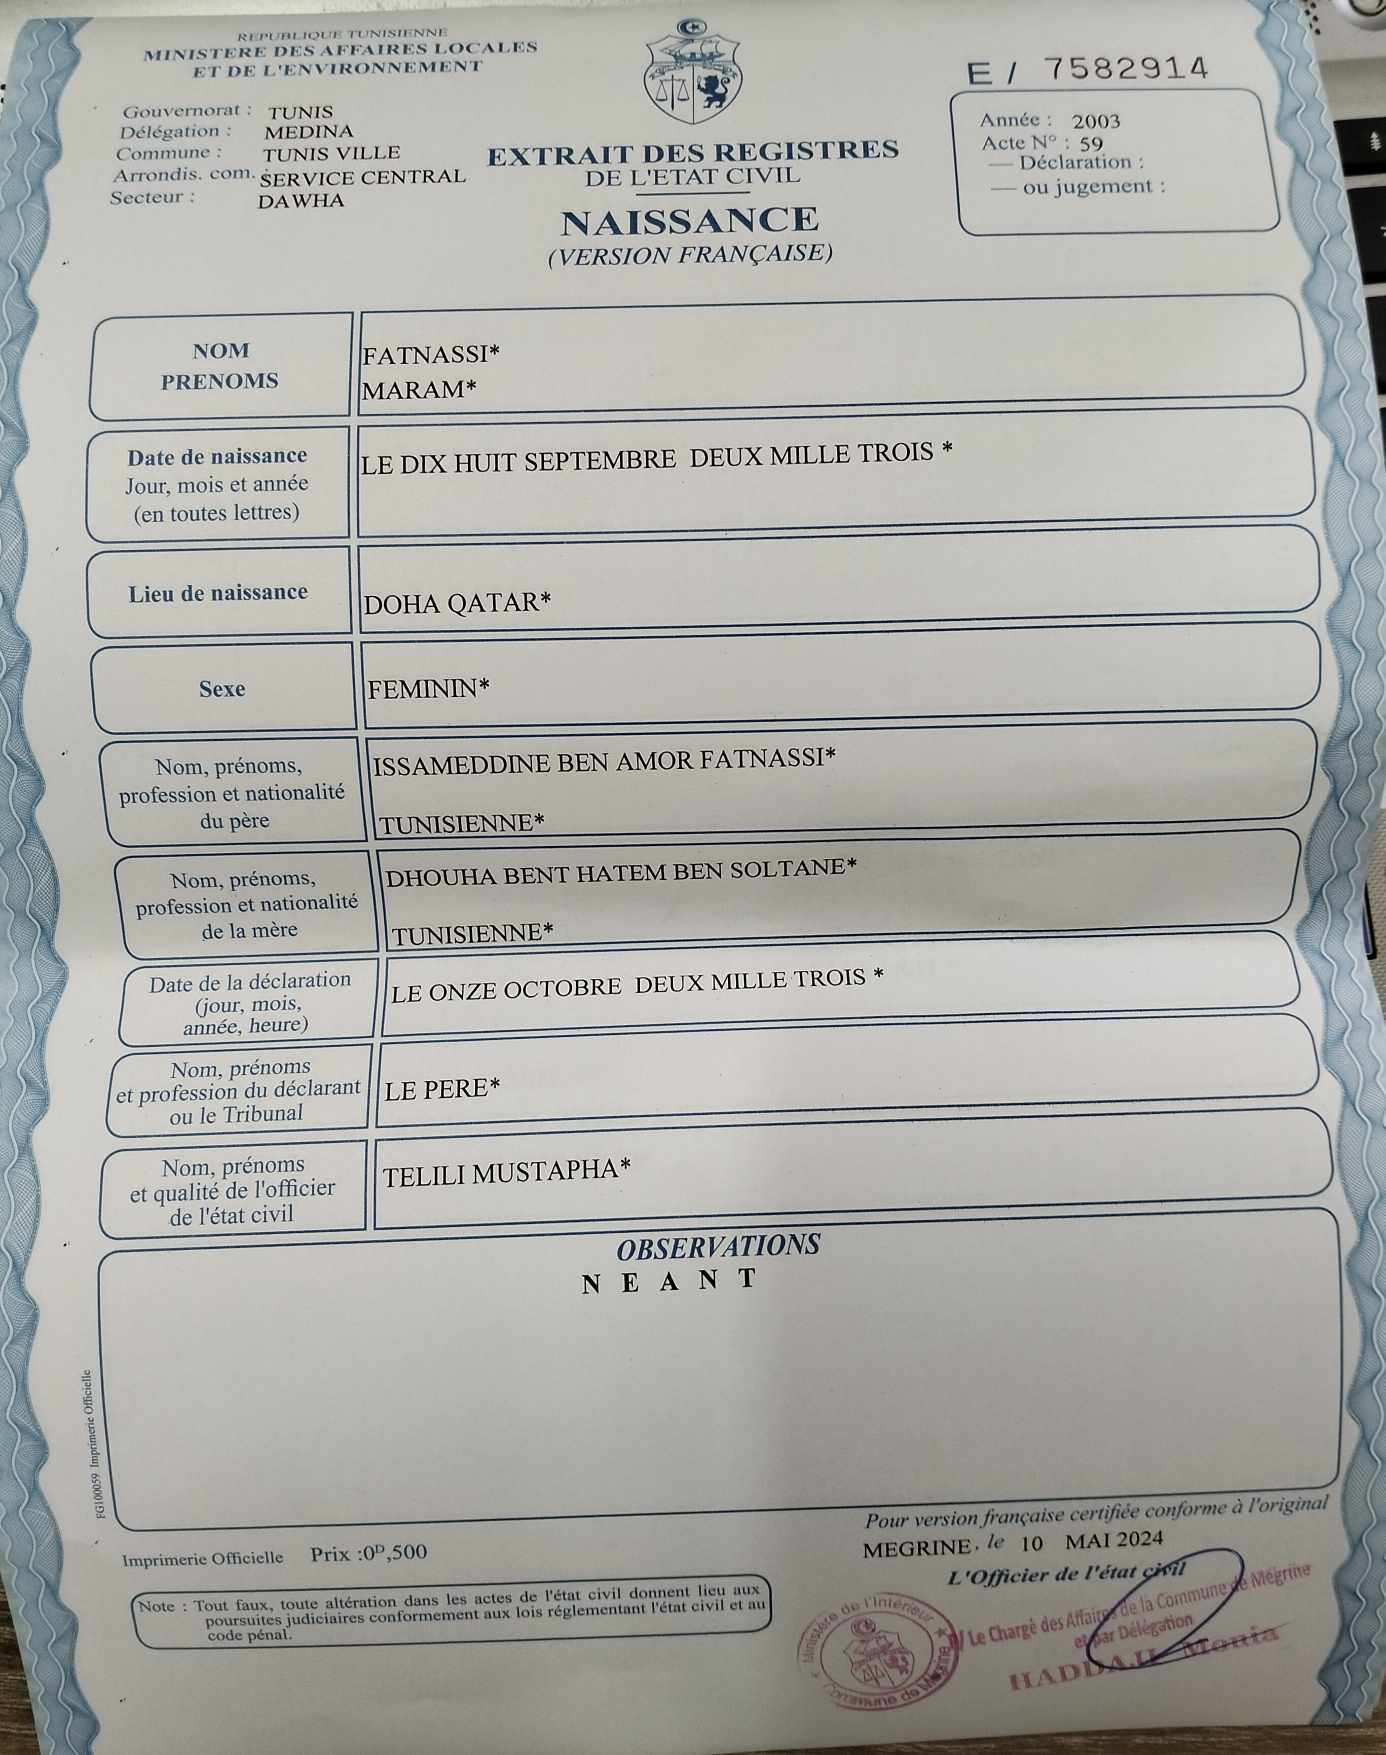 REPUBLIQUE TUNISIENNE
MINISTERE DES AFFAIRES LOCALES
ET DE L'ENVIRONNEMENT
Gouvernorat : TUNIS
Délégation : MEDINA
Commune : TUNIS VILLE
Arrondis. com. : SERVICE CENTRAL
Secteur : DAWHA
EXTRAIT DES REGISTRES
DE L'ETAT CIVIL
NAISSANCE
(VERSION FRANÇAISE)
E / 7582914
Année : 2003
Acte N° : 59
— Déclaration :
— ou jugement :
NOM
PRENOMS
FATNASSI*
MARAM*
Date de naissance
Jour, mois et année
(en toutes lettres)
LE DIX HUIT SEPTEMBRE DEUX MILLE TROIS *
Lieu de naissance
DOHA QATAR*
Sexe
FEMININ*
Nom, prénoms,
profession et nationalité
du père
ISSAMEDDINE BEN AMOR FATNASSI*
TUNISIENNE*
Nom, prénoms,
profession et nationalité
de la mère
DHOUHA BENT HATEM BEN SOLTANE*
TUNISIENNE*
Date de la déclaration
(jour, mois,
année, heure)
LE ONZE OCTOBRE DEUX MILLE TROIS *
Nom, prénoms
et profession du déclarant
ou le Tribunal
LE PERE*
Nom, prénoms
et qualité de l'officier
de l'état civil
TELILI MUSTAPHA*
OBSERVATIONS
N E A N T
FG100059 Imprimerie Officielle
Pour version française certifiée conforme à l'original
MEGRINE, le 10 MAI 2024
L'Officier de l'état civil
Imprimerie Officielle Prix :0ᴰ,500
Note : Tout faux, toute altération dans les actes de l'état civil donnent lieu aux
poursuites judiciaires conformement aux lois réglementant l'état civil et au
code pénal.
Ministère de l'Intérieur
Commune de Mégrine
P/ Le Chargé des Affaires de la Commune de Mégrine
et par Délégation
HADDAJI Monia